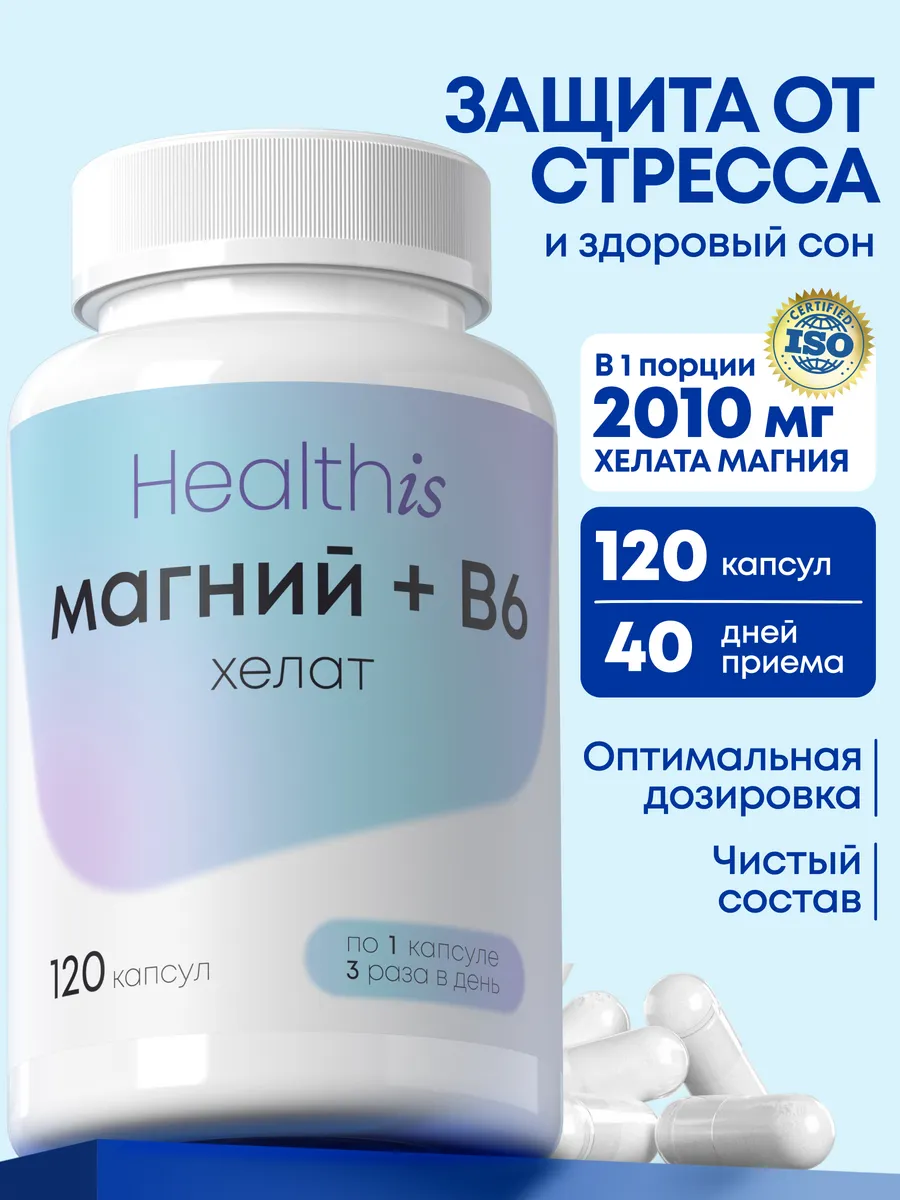 ЗАЩИТА ОТ
СТРЕССА
и здоровый сон
CERTIFIED
ISO
В 1 порции
2010 мг
ХЕЛАТА МАГНИЯ
120 капсул
40 дней
приема
Оптимальная
дозировка
Чистый
состав
Healthis
магний + B6
хелат
120 капсул
по 1 капсуле
3 раза в день